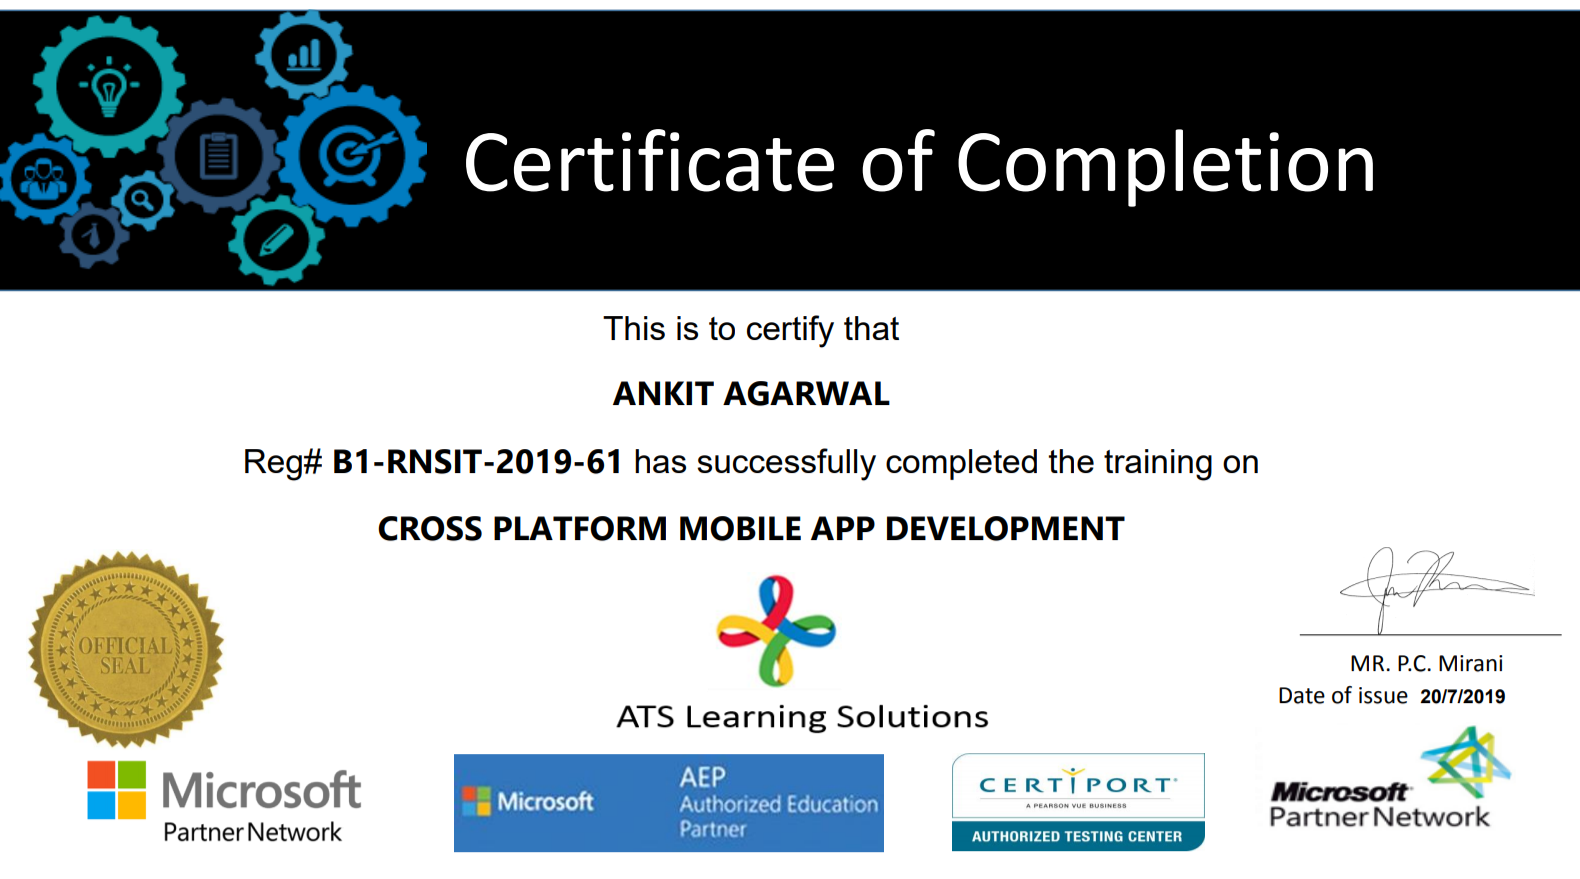 Certificate of Completion
This is to certify that
ANKIT AGARWAL
Reg# B1-RNSIT-2019-61 has successfully completed the training on
CROSS PLATFORM MOBILE APP DEVELOPMENT
OFFICIAL
SEAL
ATS Learning Solutions
MR. P.C. Mirani
Date of issue 20/7/2019
Microsoft
Partner Network
Microsoft
AEP
Authorized Education
Partner
CERTIPORT
A PEARSON VUE BUSINESS
AUTHORIZED TESTING CENTER
Microsoft
Partner Network